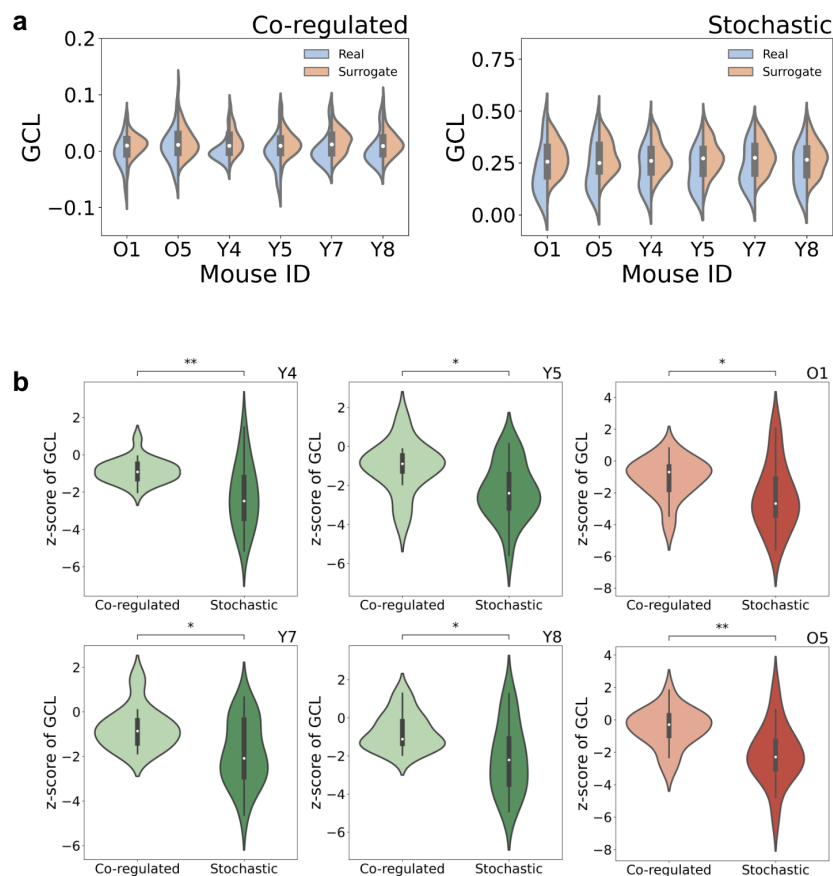 a
Co-regulated
Real
Surrogate
GCL
0.2
0.1
0.0
−0.1
O1 O5 Y4 Y5 Y7 Y8
Mouse ID
Stochastic
Real
Surrogate
GCL
0.75
0.50
0.25
0.00
O1 O5 Y4 Y5 Y7 Y8
Mouse ID
b
**
Y4
z-score of GCL
2
0
−2
−4
−6
Co-regulated Stochastic
*
Y5
z-score of GCL
2
0
−2
−4
−6
Co-regulated Stochastic
*
O1
z-score of GCL
4
2
0
−2
−4
−6
−8
Co-regulated Stochastic
*
Y7
z-score of GCL
2
0
−2
−4
−6
Co-regulated Stochastic
*
Y8
z-score of GCL
4
2
0
−2
−4
−6
Co-regulated Stochastic
**
O5
z-score of GCL
4
2
0
−2
−4
−6
−8
Co-regulated Stochastic